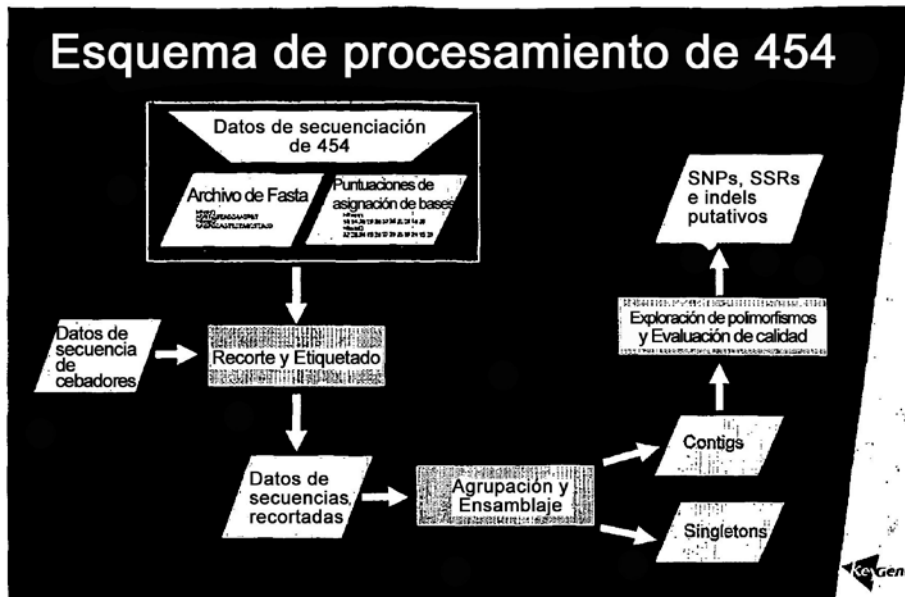 Esquema de procesamiento de 454
Datos de secuenciación
de 454
Archivo de Fasta
Puntuaciones de
asignación de bases
SNPs, SSRs
e indels
putativos
Datos de
secuencia
de
cebadores
Recorte y Etiquetado
Exploración de polimorfismos
y Evaluación de calidad
Datos de
secuencias
recortadas
Agrupación y
Ensamblaje
Contigs
Singletons